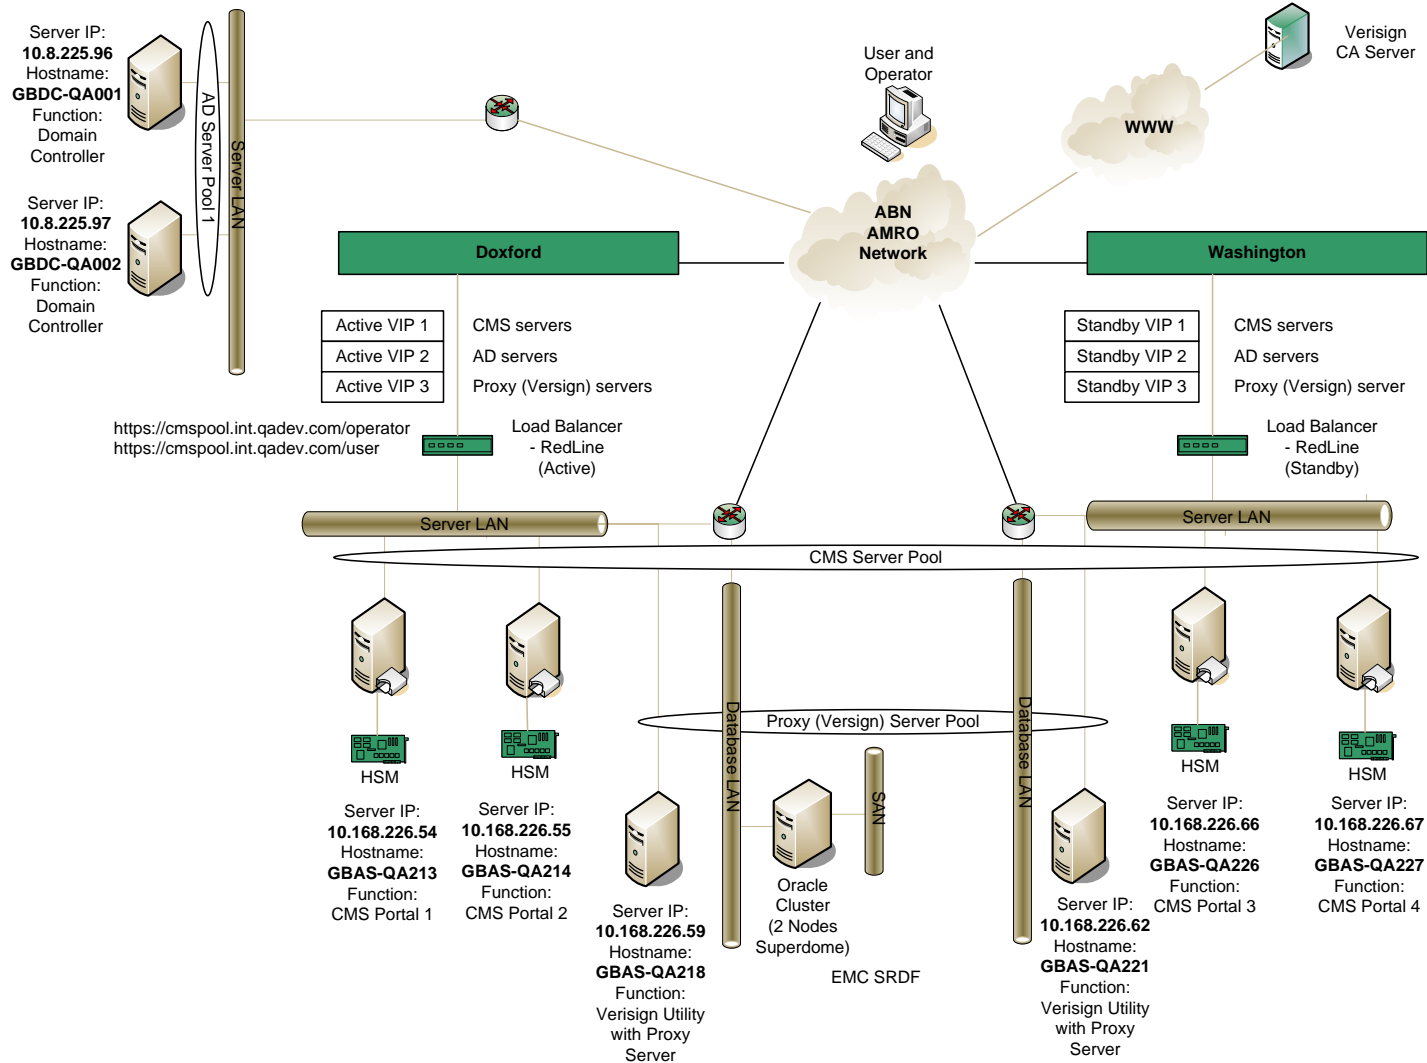 Server IP:
10.8.225.96
Hostname:
GBDC-QA001
Function:
Domain
Controller
Server IP:
10.8.225.97
Hostname:
GBDC-QA002
Function:
Domain
Controller
AD Server Pool 1
Server LAN
User and
Operator
Verisign
CA Server
WWW
ABN
AMRO
Network
Doxford
Washington
Active VIP 1
CMS servers
Active VIP 2
AD servers
Active VIP 3
Proxy (Versign) servers
Standby VIP 1
CMS servers
Standby VIP 2
AD servers
Standby VIP 3
Proxy (Versign) server
https://cmspool.int.qadev.com/operator
https://cmspool.int.qadev.com/user
Load Balancer
- RedLine
(Active)
Load Balancer
- RedLine
(Standby)
Server LAN
Server LAN
CMS Server Pool
Database LAN
Database LAN
Proxy (Versign) Server Pool
SAN
HSM
HSM
HSM
HSM
Server IP:
10.168.226.54
Hostname:
GBAS-QA213
Function:
CMS Portal 1
Server IP:
10.168.226.55
Hostname:
GBAS-QA214
Function:
CMS Portal 2
Server IP:
10.168.226.59
Hostname:
GBAS-QA218
Function:
Verisign Utility
with Proxy
Server
Oracle
Cluster
(2 Nodes
Superdome)
EMC SRDF
Server IP:
10.168.226.62
Hostname:
GBAS-QA221
Function:
Verisign Utility
with Proxy
Server
Server IP:
10.168.226.66
Hostname:
GBAS-QA226
Function:
CMS Portal 3
Server IP:
10.168.226.67
Hostname:
GBAS-QA227
Function:
CMS Portal 4